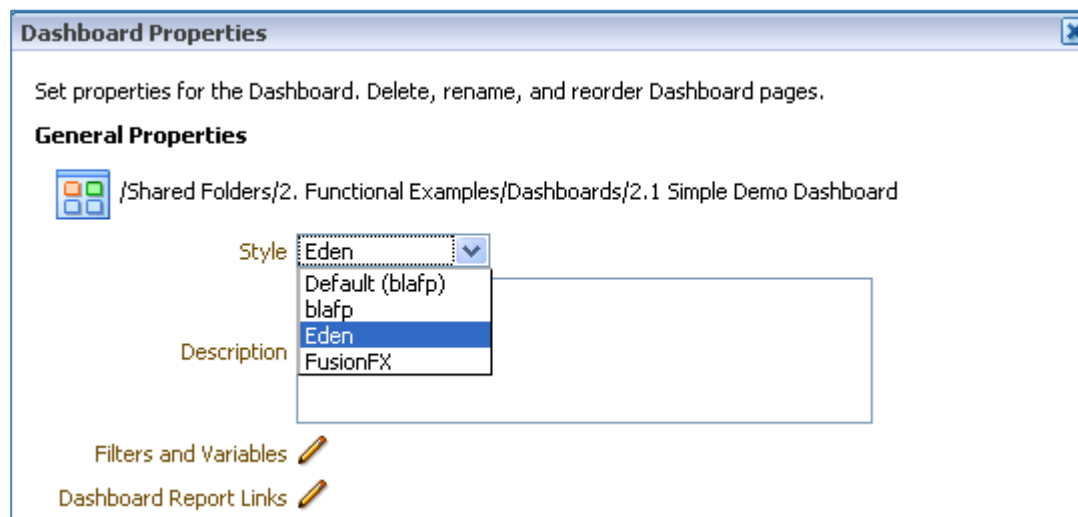 Dashboard Properties
Set properties for the Dashboard. Delete, rename, and reorder Dashboard pages.
General Properties
/Shared Folders/2. Functional Examples/Dashboards/2.1 Simple Demo Dashboard
Style Eden
Default (blafp)
blafp
Eden
FusionFX
Description
Filters and Variables
Dashboard Report Links